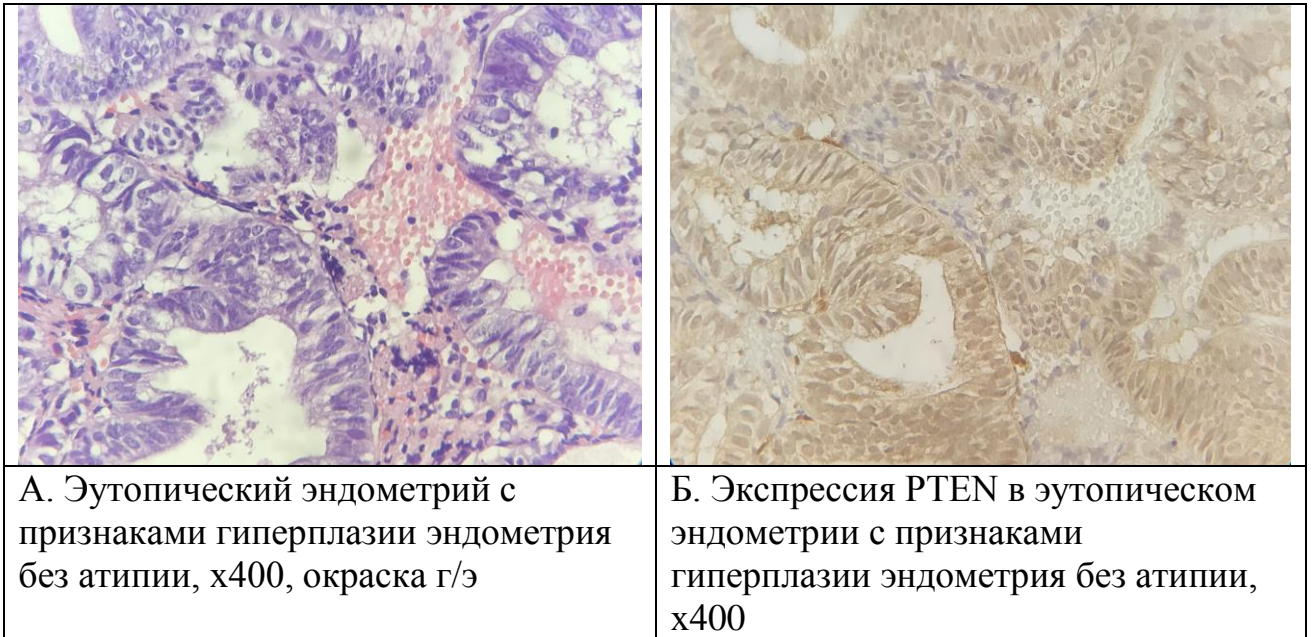 А. Эутопический эндометрий с
признаками гиперплазии эндометрия
без атипии, х400, окраска г/э
Б. Экспрессия PTEN в эутопическом
эндометрии с признаками
гиперплазии эндометрия без атипии,
х400